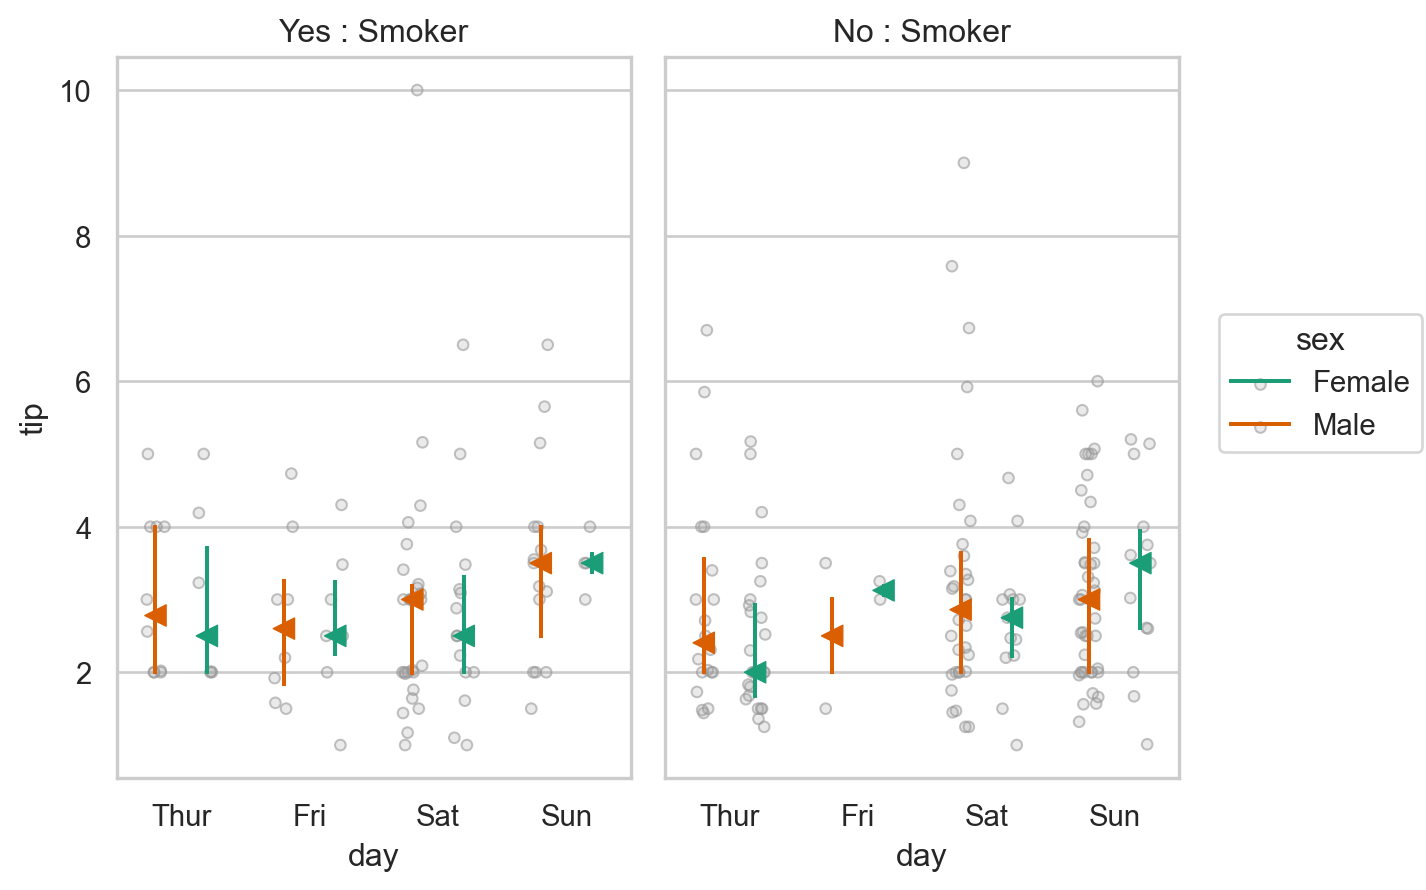 Yes : Smoker
No : Smoker
10
8
6
4
2
tip
Thur Fri Sat Sun
day
Thur Fri Sat Sun
day
sex
Female
Male